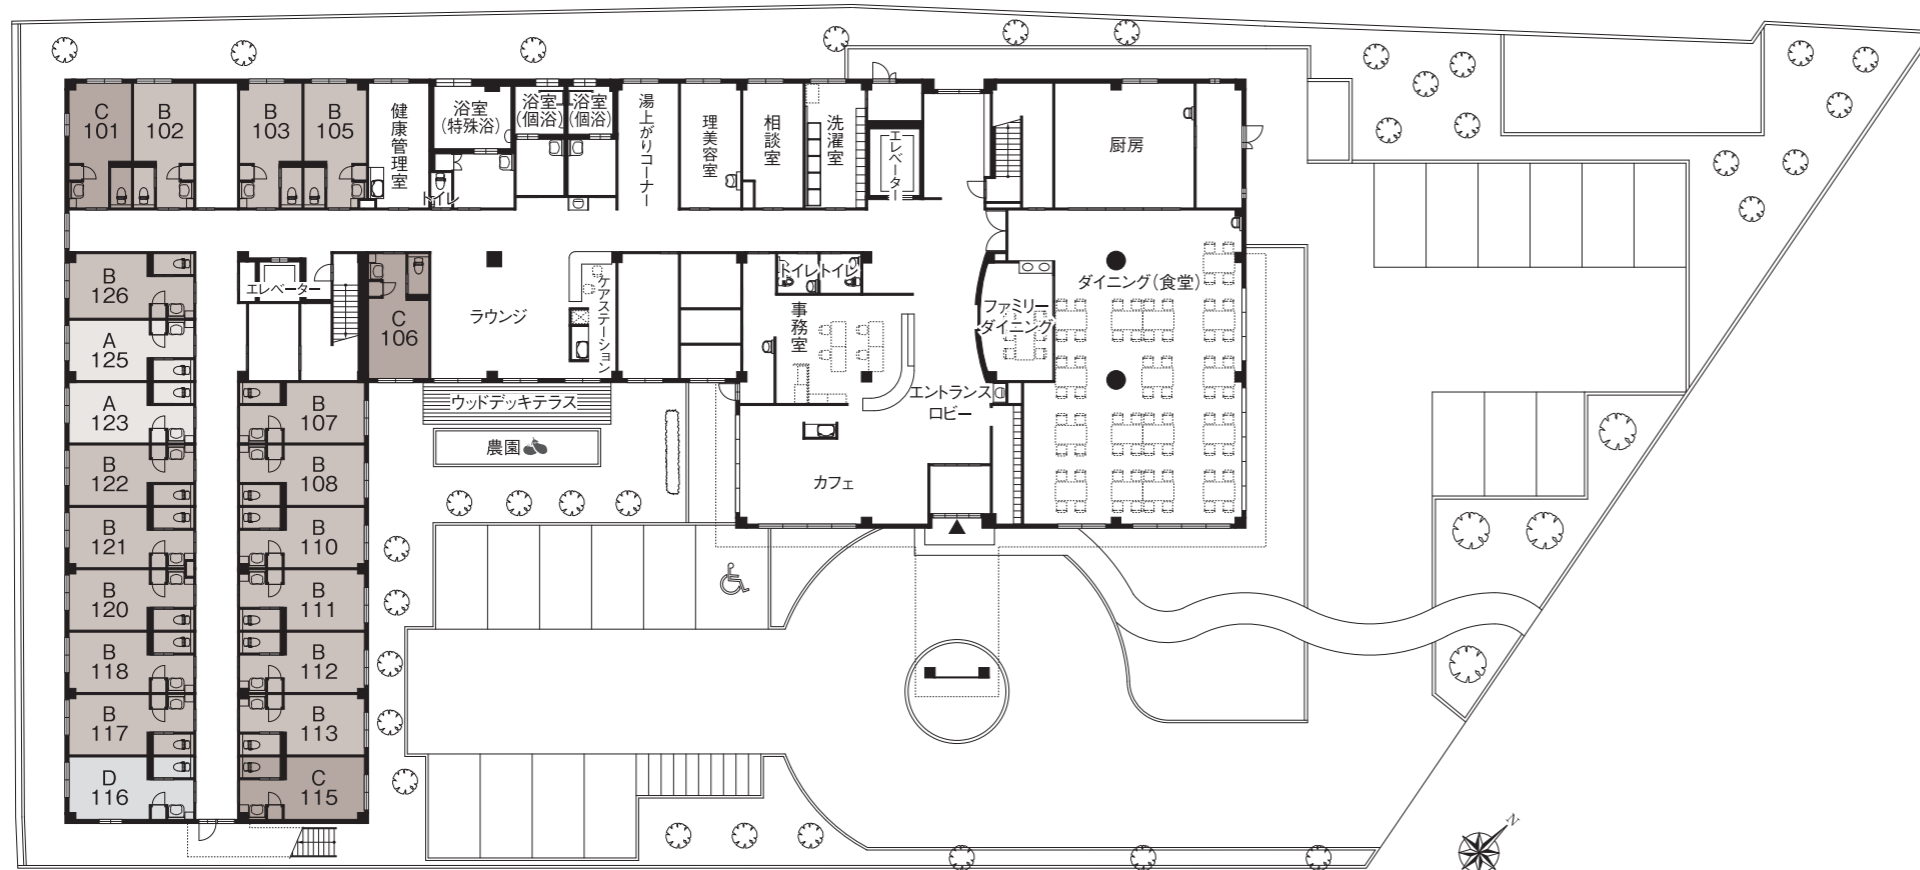 C
101
B
102
B
103
B
105
健康管理室
浴室
(特殊浴)
浴室
(個浴)
浴室
(個浴)
トイレ
湯上がりコーナー
理美容室
相談室
洗濯室
エレベーター
厨房
B
126
エレベーター
C
106
ラウンジ
ケアステーション
トイレ
トイレ
事務室
ファミリー
ダイニング
ダイニング(食堂)
A
125
A
123
B
107
ウッドデッキテラス
農園
エントランス
ロビー
カフェ
B
122
B
108
B
121
B
110
B
120
B
111
B
118
B
112
B
117
B
113
D
116
C
115
N